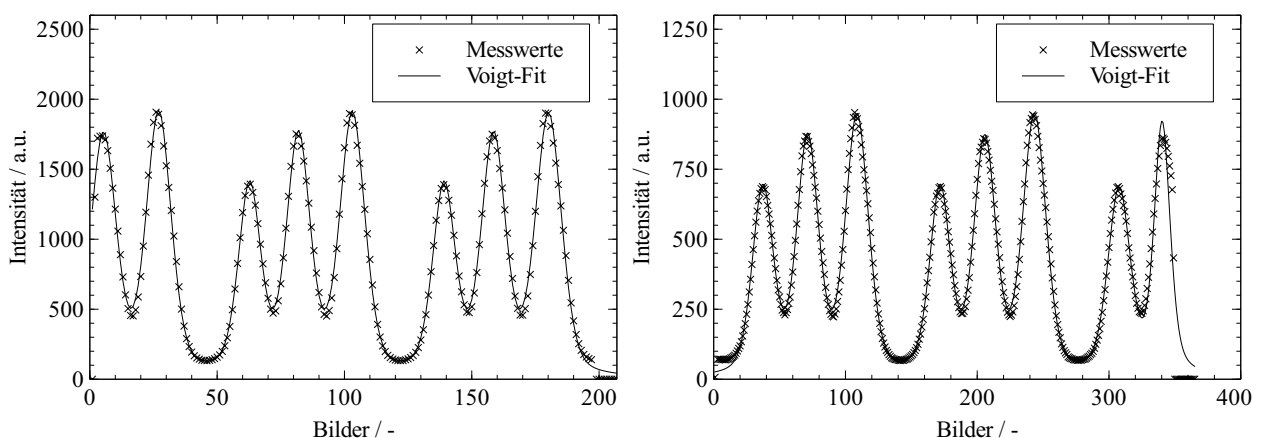 2500
2000
1500
1000
500
0
Intensität / a.u.
0 50 100 150 200
Bilder / -
Messwerte
Voigt-Fit
1250
1000
750
500
250
0
Intensität / a.u.
0 100 200 300 400
Bilder / -
Messwerte
Voigt-Fit